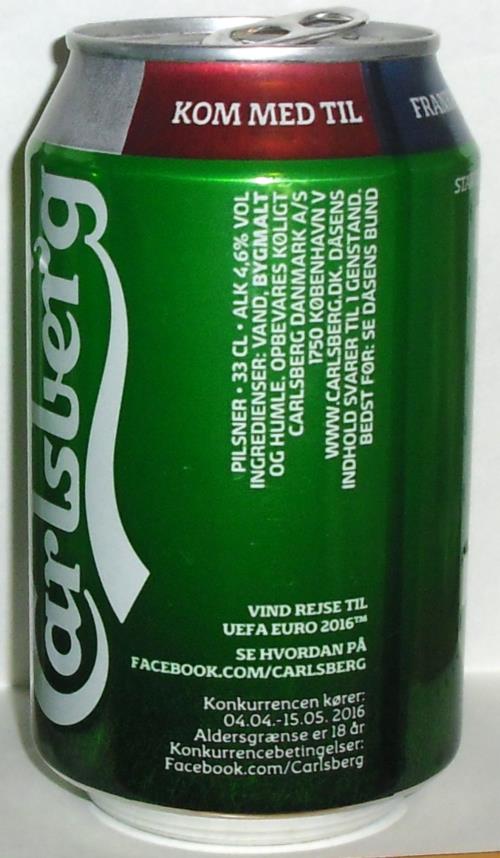 KOM MED TIL
Carlsberg
PILSNER • 33 CL • ALK 4,6% VOL
INGREDIENSER: VAND, BYGMALT
OG HUMLE. OPBEVARES KØLIGT
CARLSBERG DANMARK A/S
1750 KØBENHAVN V
WWW.CARLSBERG.DK. DÅSENS
INDHOLD SVARER TIL 1 GENSTAND.
BEDST FØR: SE DÅSENS BUND
VIND REJSE TIL
UEFA EURO 2016™
SE HVORDAN PÅ
FACEBOOK.COM/CARLSBERG
Konkurrencen kører:
04.04.-15.05. 2016
Aldersgrænse er 18 år
Konkurrencebetingelser:
Facebook.com/Carlsberg